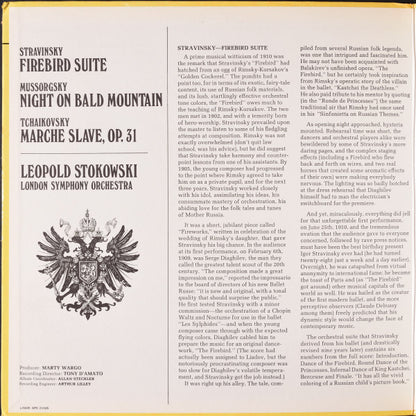 STRAVINSKY
FIREBIRD SUITE
MUSSORGSKY
NIGHT ON BALD MOUNTAIN
TCHAIKOVSKY
MARCHE SLAVE, OP. 31
LEOPOLD STOKOWSKI
LONDON SYMPHONY ORCHESTRA
Producer: MARTY WARGO
Recording Director: TONY D'AMATO
Album Coordinator: ALLAN STECKLER
Recording Engineer: ARTHUR LILLEY
STRAVINSKY—FIREBIRD SUITE
A prime musical witticism of 1910 was
the remark that Stravinsky's "Firebird" had
hatched from an egg of Rimsky-Korsakov's
"Golden Cockerel." The pundits had a
point too, for in terms of its exotic, fairy-tale
content, its use of Russian folk materials,
and its lush, startlingly effective orchestral
tone colors, the "Firebird" owes much to
the teaching of Rimsky-Korsakov. The two
men met in 1902, and with a temerity born
of hero worship, Stravinsky prevailed upon
the master to listen to some of his fledgling
attempts at composition. Rimsky was not
exactly overwhelmed (don't quit law
school, was his advice), but he did suggest
that Stravinsky take harmony and counter-
point lessons from one of his assistants. By
1905, the young composer had progressed
to the point where Rimsky agreed to take
him on as a private pupil, and for the next
three years, Stravinsky worked closely
with his idol, assimilating his ideas, his
consummate mastery of orchestration, his
abiding love for the folk tales and tunes
of Mother Russia.
It was a short, jubilant piece called
"Fireworks," written in celebration of the
wedding of Rimsky's daughter, that gave
Stravinsky his big chance. In the audience
at its first performance, on February 6th,
1909, was Serge Diaghilev, the man they
called the greatest talent scout of the 20th
century. "The composition made a great
impression on me," reported the impresario
to the board of directors of his new Ballet
Russe: "it is new and original, with a tonal
quality that should surprise the public."
He first tested Stravinsky with a minor
commission—the orchestration of a Chopin
Waltz and Nocturne for use in the ballet
"Les Sylphides"—and when the young
composer came through with the expected
flying colors, Diaghilev cabled him to
prepare the music for an original dance-
work, "The Firebird." (The score had
actually been assigned to Liadov, but the
notoriously procrastinating composer was
too slow for Diaghilev's volatile tempera-
ment, and Stravinsky got the job instead.)
It was right up his alley. The tale, com-
piled from several Russian folk legends,
was one that intrigued and fascinated him.
He may not have been acquainted with
Balakirev's unfinished opera, "The
Firebird," but he certainly took inspiration
from Rimsky's operatic story of the villain
in the ballet, "Kastchei the Deathless."
He also paid tribute to his mentor by quoting
(in the "Ronde de Princesses") the same
traditional air that Rimsky had once used
in his "Sinfonietta on Russian Themes."
As opening night approached, hysteria
mounted. Rehearsal time was short, the
dancers and orchestral players alike were
bewildered by some of Stravinsky's more
daring pages, and the complex staging
effects (including a Firebird who flew
back and forth on wires, and two real
horses that created some aromatic effects
of their own) were making everybody
nervous. The lighting was so badly botched
at the dress rehearsal that Diaghilev
himself had to man the electrician's
switchboard for the premiere.
And yet, miraculously, everything did jell
for that unforgettable first performance,
on June 25th, 1910, and the tremendous
ovation that the audience gave to everyone
concerned, followed by rave press notices,
must have been the best birthday present
Igor Stravinsky ever had (he had turned
twenty-eight just a week and a day earlier).
Overnight, he was catapulted from virtual
anonymity to international fame: he became
the toast of Paris and (as "The Firebird"
got around) other musical capitals of the
world as well. He was hailed as creator
of the first modern ballet, and the more
perceptive observers (Claude Debussy
among them) freely predicted that his
dynamic style would change the face of
contemporary music.
The orchestral suite that Stravinsky
derived from his ballet (and drastically
revised nine years later) contains six
numbers from the full score: Introduction,
Dance of the Firebird, Round Dance of the
Princesses, Infernal Dance of King Kastchei,
Berceuse and Finale. "It has all the vivid
coloring of a Russian child's picture book,"